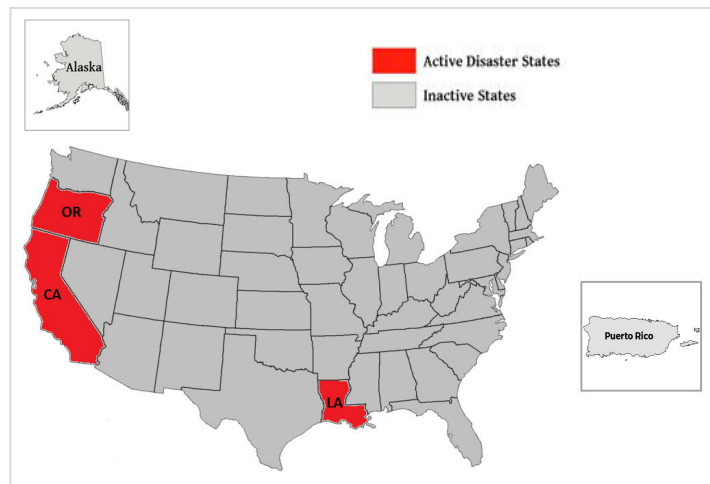 Alaska
Active Disaster States
Inactive States
OR
CA
LA
Puerto Rico